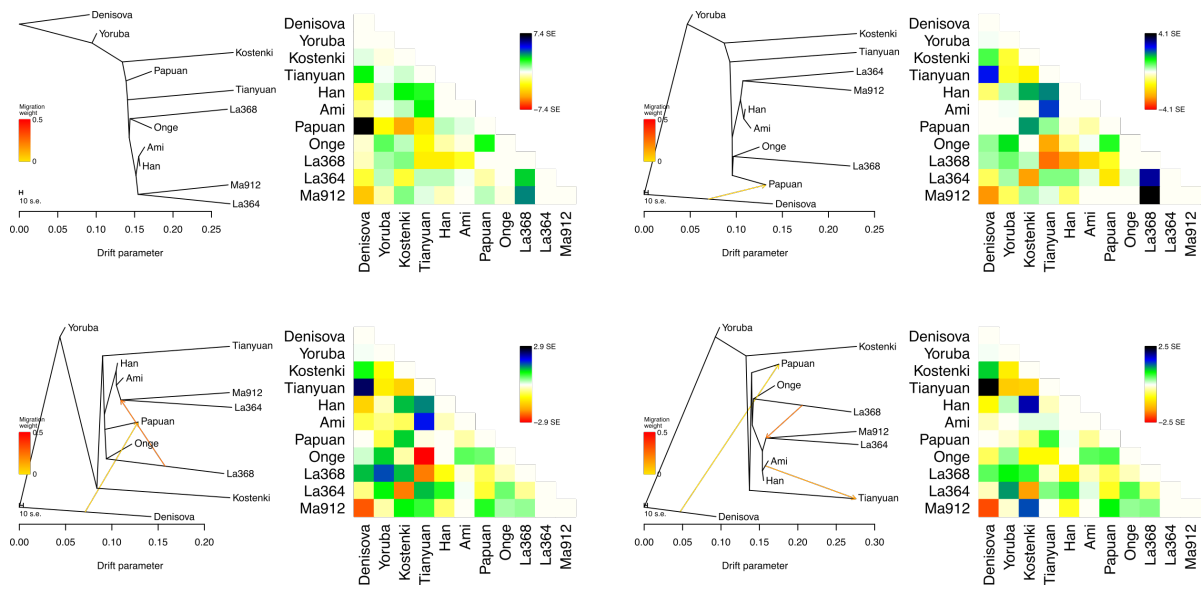 Denisova
Yoruba
Kostenki
Papuan
Tianyuan
La368
Onge
Ami
Han
Ma912
La364
Migration
weight
0.5
0
10 s.e.
0.00 0.05 0.10 0.15 0.20 0.25
Drift parameter
Denisova
Yoruba
Kostenki
Tianyuan
Han
Ami
Papuan
Onge
La368
La364
Ma912
Denisova Yoruba Kostenki Tianyuan Han Ami Papuan Onge La368 La364 Ma912
7.4 SE
−7.4 SE
Yoruba
Kostenki
Tianyuan
La364
Ma912
Han
Ami
Onge
La368
Papuan
Denisova
Migration
weight
0.5
0
10 s.e.
0.00 0.05 0.10 0.15 0.20 0.25 0.30
Drift parameter
Denisova
Yoruba
Kostenki
Tianyuan
Han
Ami
Papuan
Onge
La368
La364
Ma912
Denisova Yoruba Kostenki Tianyuan Han Ami Papuan Onge La368 La364 Ma912
4.1 SE
−4.1 SE
Yoruba
Tianyuan
Han
Ami
Ma912
La364
Papuan
Onge
La368
Kostenki
Denisova
Migration
weight
0.5
0
10 s.e.
0.00 0.05 0.10 0.15 0.20
Drift parameter
Denisova
Yoruba
Kostenki
Tianyuan
Han
Ami
Papuan
Onge
La368
La364
Ma912
Denisova Yoruba Kostenki Tianyuan Han Ami Papuan Onge La368 La364 Ma912
2.9 SE
−2.9 SE
Yoruba
Kostenki
Papuan
Onge
La368
Ma912
La364
Ami
Han
Tianyuan
Denisova
Migration
weight
0.5
0
10 s.e.
0.00 0.05 0.10 0.15 0.20 0.25 0.30
Drift parameter
Denisova
Yoruba
Kostenki
Tianyuan
Han
Ami
Papuan
Onge
La368
La364
Ma912
Denisova Yoruba Kostenki Tianyuan Han Ami Papuan Onge La368 La364 Ma912
2.5 SE
−2.5 SE